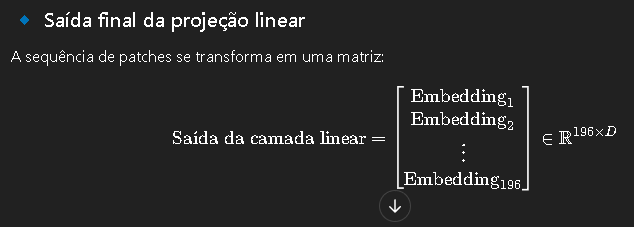 Saída final da projeção linear
A sequência de patches se transforma em uma matriz:
Embedding₁
Embedding₂
Saída da camada linear = ⋮ ∈ ℝ¹⁹⁶ˣᴰ
Embedding₁₉₆